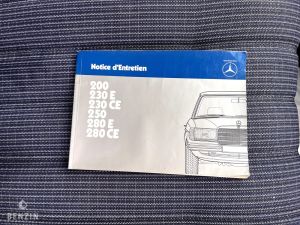 Notice d'Entretien
200
230 E
230 CE
250
280 E
280 CE
BENZIN